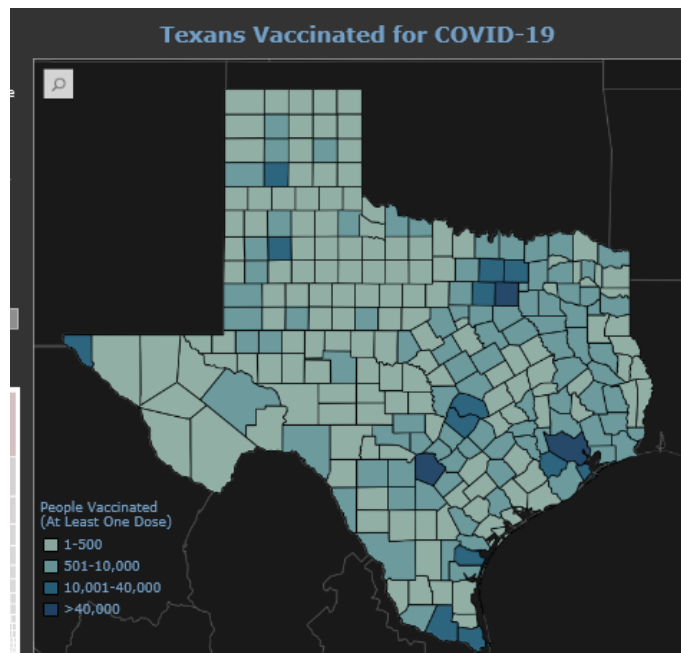 Texans Vaccinated for COVID-19
e
People Vaccinated
(At Least One Dose)
1-500
501-10,000
10,001-40,000
>40,000